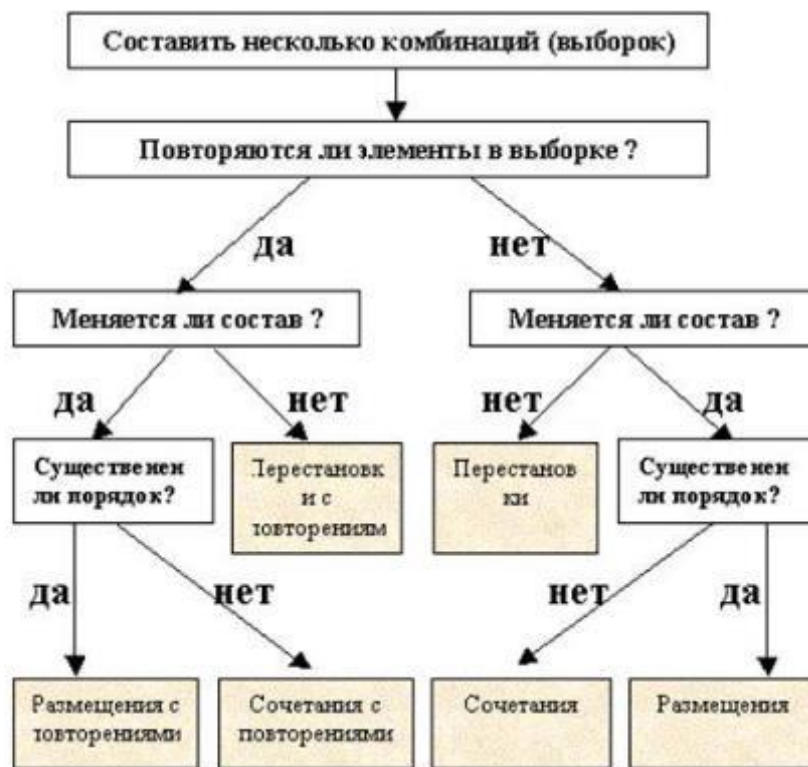 Составить несколько комбинаций (выборок)
Повторяются ли элементы в выборке ?
да
нет
Меняется ли состав ?
Меняется ли состав ?
да
нет
нет
да
Существенен
ли порядок?
Перестановк
и с
повторениям
Перестанов
ки
Существенен
ли порядок?
да
нет
нет
да
Размещения с
повторениями
Сочетания с
повторениями
Сочетания
Размещения